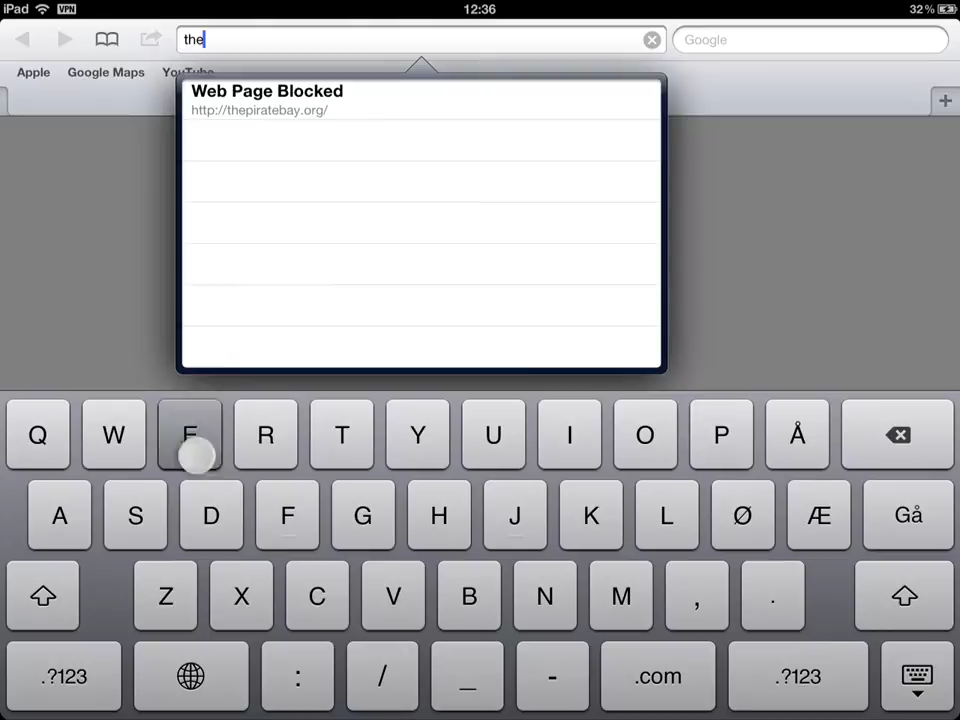 iPad VPN 12:36 32 %
the Google
Apple Google Maps YouTube
Web Page Blocked
http://thepiratebay.org/
Q W E R T Y U I O P Å
A S D F G H J K L Ø Æ Gå
Z X C V B N M , .
.?123 : / _ - .com .?123